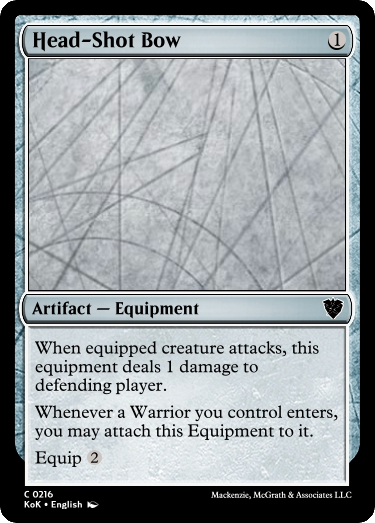 Head-Shot Bow 1
Artifact — Equipment
When equipped creature attacks, this
equipment deals 1 damage to
defending player.
Whenever a Warrior you control enters,
you may attach this Equipment to it.
Equip 2
C 0216
KoK • English
Mackenzie, McGrath & Associates LLC